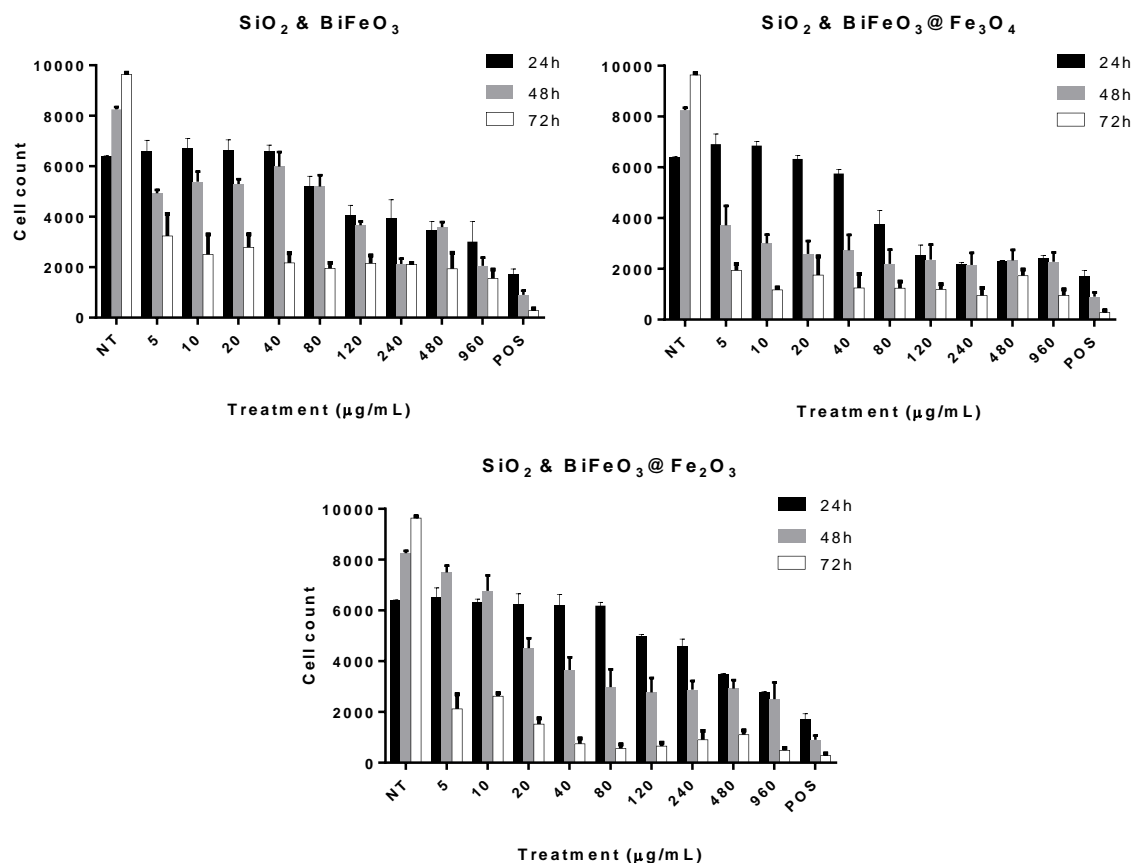 SiO₂ & BiFeO₃
24h
48h
72h
Cell count
10000
8000
6000
4000
2000
0
NT 5 10 20 40 80 120 240 480 960 POS
Treatment (µg/mL)
SiO₂ & BiFeO₃@Fe₃O₄
24h
48h
72h
10000
8000
6000
4000
2000
0
NT 5 10 20 40 80 120 240 480 960 POS
Treatment (µg/mL)
SiO₂ & BiFeO₃@Fe₂O₃
24h
48h
72h
Cell count
10000
8000
6000
4000
2000
0
NT 5 10 20 40 80 120 240 480 960 POS
Treatment (µg/mL)